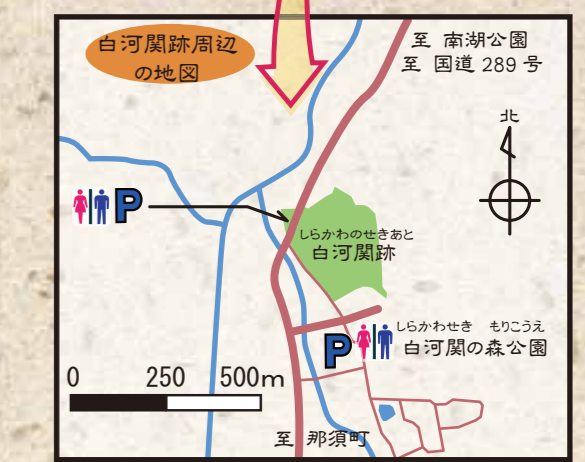 白河関跡周辺
の地図
至 南湖公園
至 国道 289 号
北
P
しらかわのせきあと
白河関跡
しらかわせき もりこうえ
白河関の森公園
P
0 250 500m
至 那須町